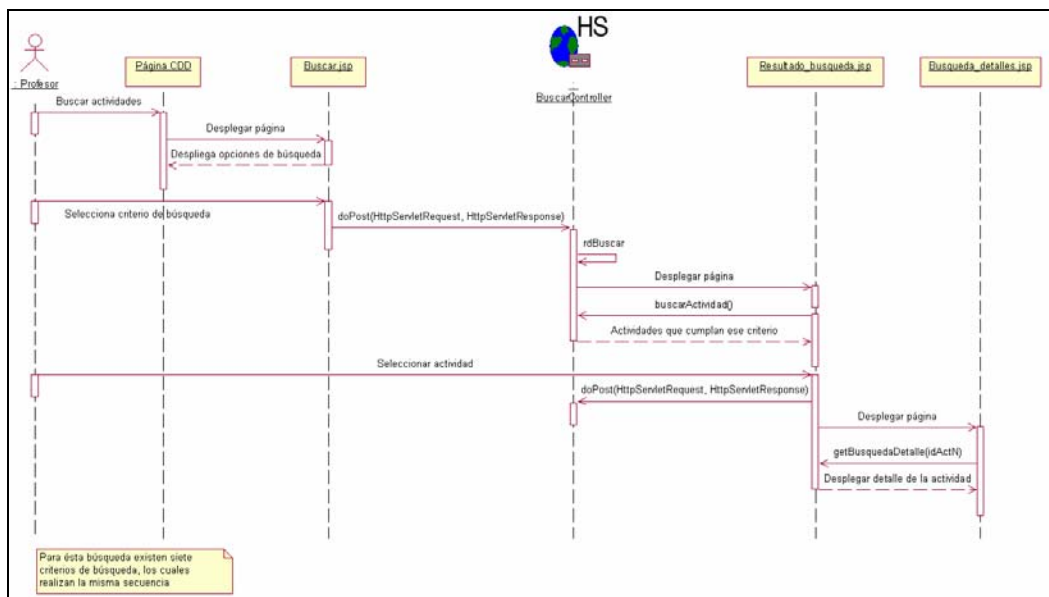 HS
: Profesor
Página CDD
Buscar.jsp
BuscarController
Resultado_busqueda.jsp
Busqueda_detalles.jsp
Buscar actividades
Desplegar página
Despliega opciones de búsqueda
Selecciona criterio de búsqueda
doPost(HttpServletRequest, HttpServletResponse)
rdBuscar
Desplegar página
buscarActividad()
Actividades que cumplan ese criterio
Seleccionar actividad
doPost(HttpServletRequest, HttpServletResponse)
Desplegar página
getBusquedaDetalle(idActN)
Desplegar detalle de la actividad
Para ésta búsqueda existen siete
criterios de búsqueda, los cuales
realizan la misma secuencia